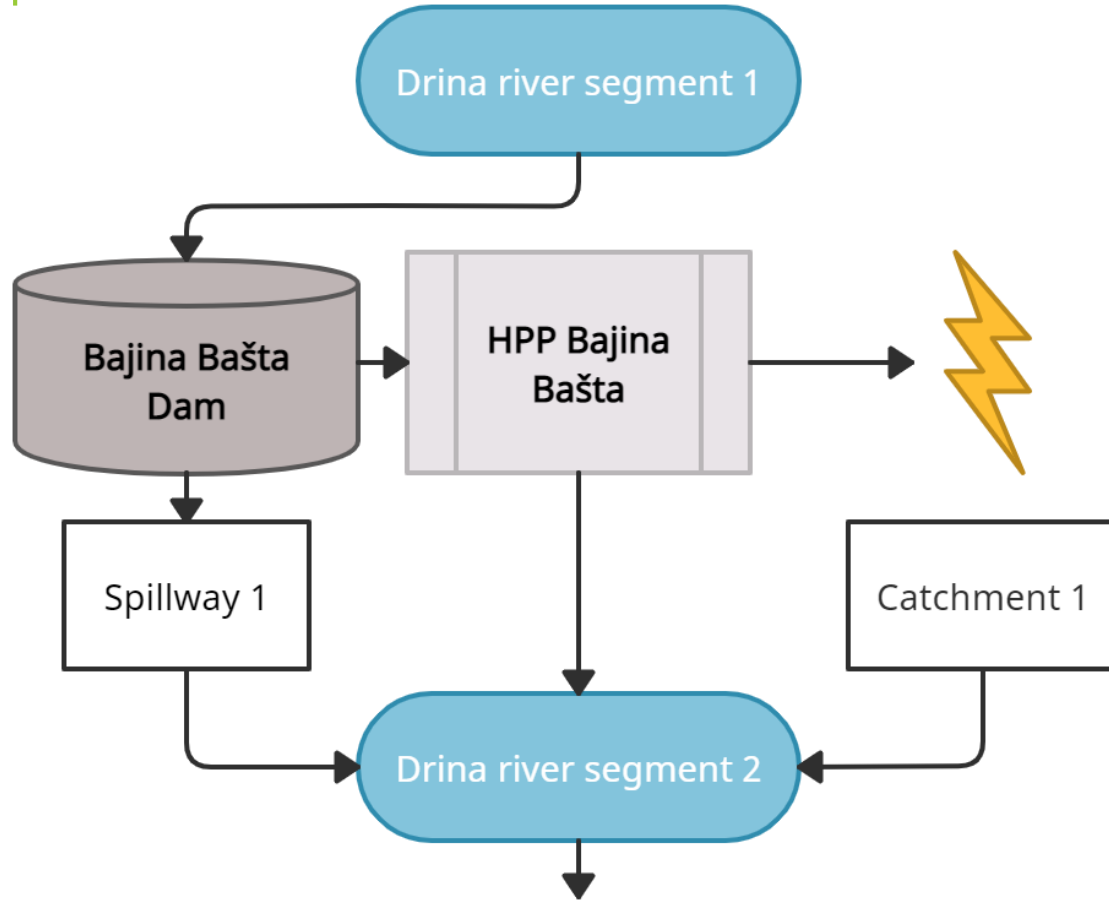 Drina river segment 1
Bajina Bašta
Dam
HPP Bajina
Bašta
Spillway 1
Catchment 1
Drina river segment 2